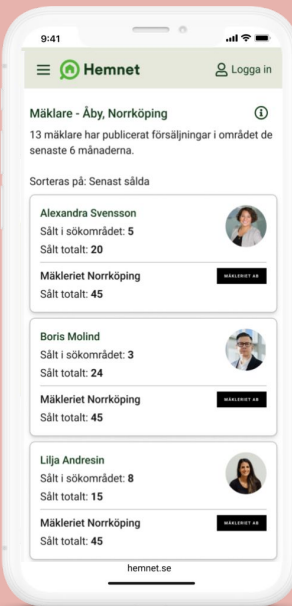 9:41
Hemnet
Logga in
Mäklare - Åby, Norrköping
13 mäklare har publicerat försäljningar i området de
senaste 6 månaderna.
Sorteras på: Senast sålda
Alexandra Svensson
Sålt i sökområdet: 5
Sålt totalt: 20
Mäkleriet Norrköping
MÄKLERIET AB
Sålt totalt: 45
Boris Molind
Sålt i sökområdet: 3
Sålt totalt: 24
Mäkleriet Norrköping
MÄKLERIET AB
Sålt totalt: 45
Lilja Andresin
Sålt i sökområdet: 8
Sålt totalt: 15
Mäkleriet Norrköping
MÄKLERIET AB
Sålt totalt: 45
hemnet.se